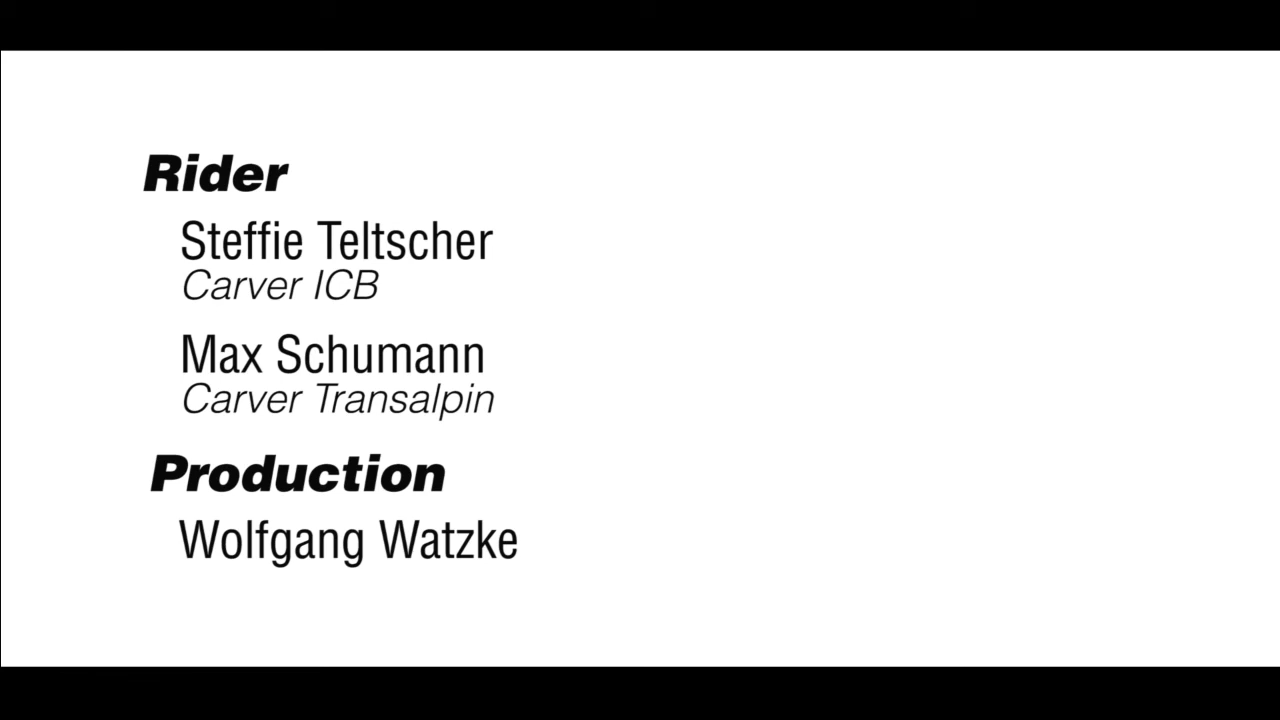 Rider
Steffie Teltscher
Carver ICB
Max Schumann
Carver Transalpin
Production
Wolfgang Watzke